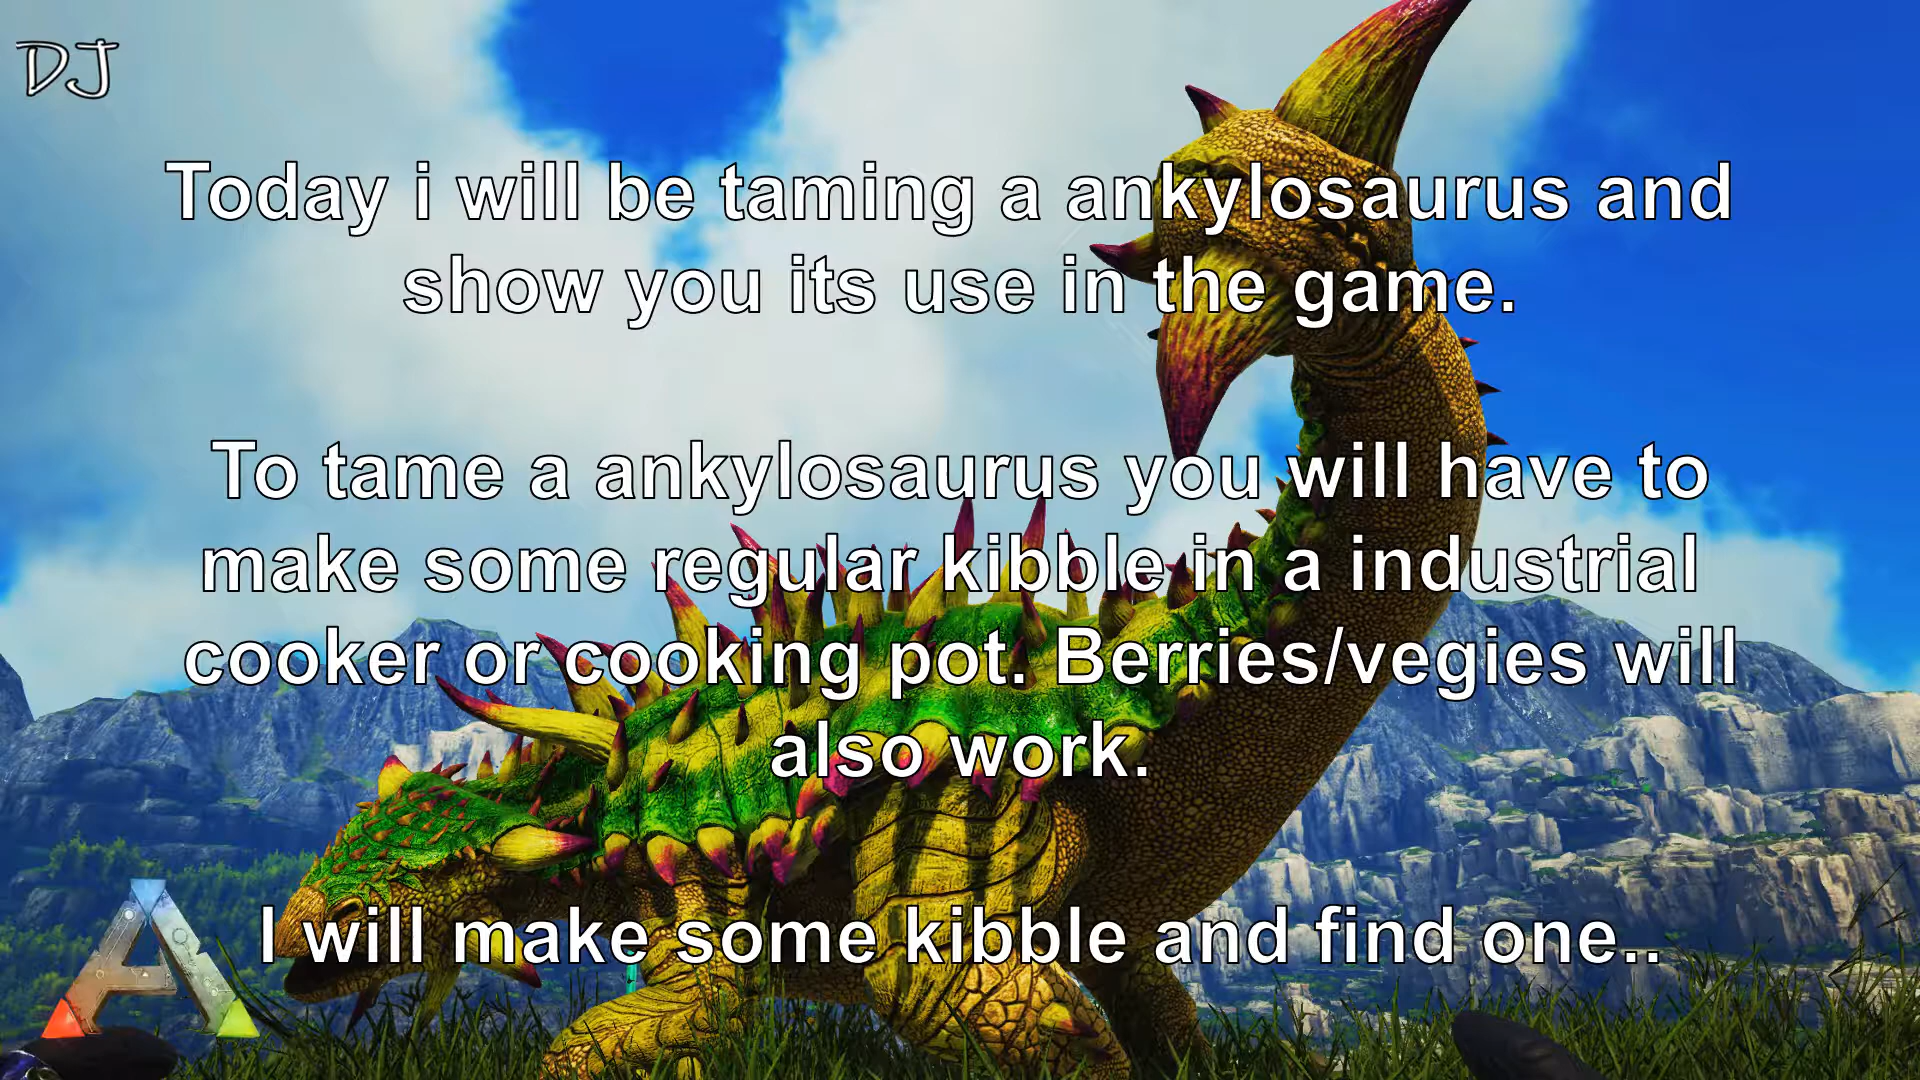 DJ
Today i will be taming a ankylosaurus and
show you its use in the game.
To tame a ankylosaurus you will have to
make some regular kibble in a industrial
cooker or cooking pot. Berries/vegies will
also work.
I will make some kibble and find one..